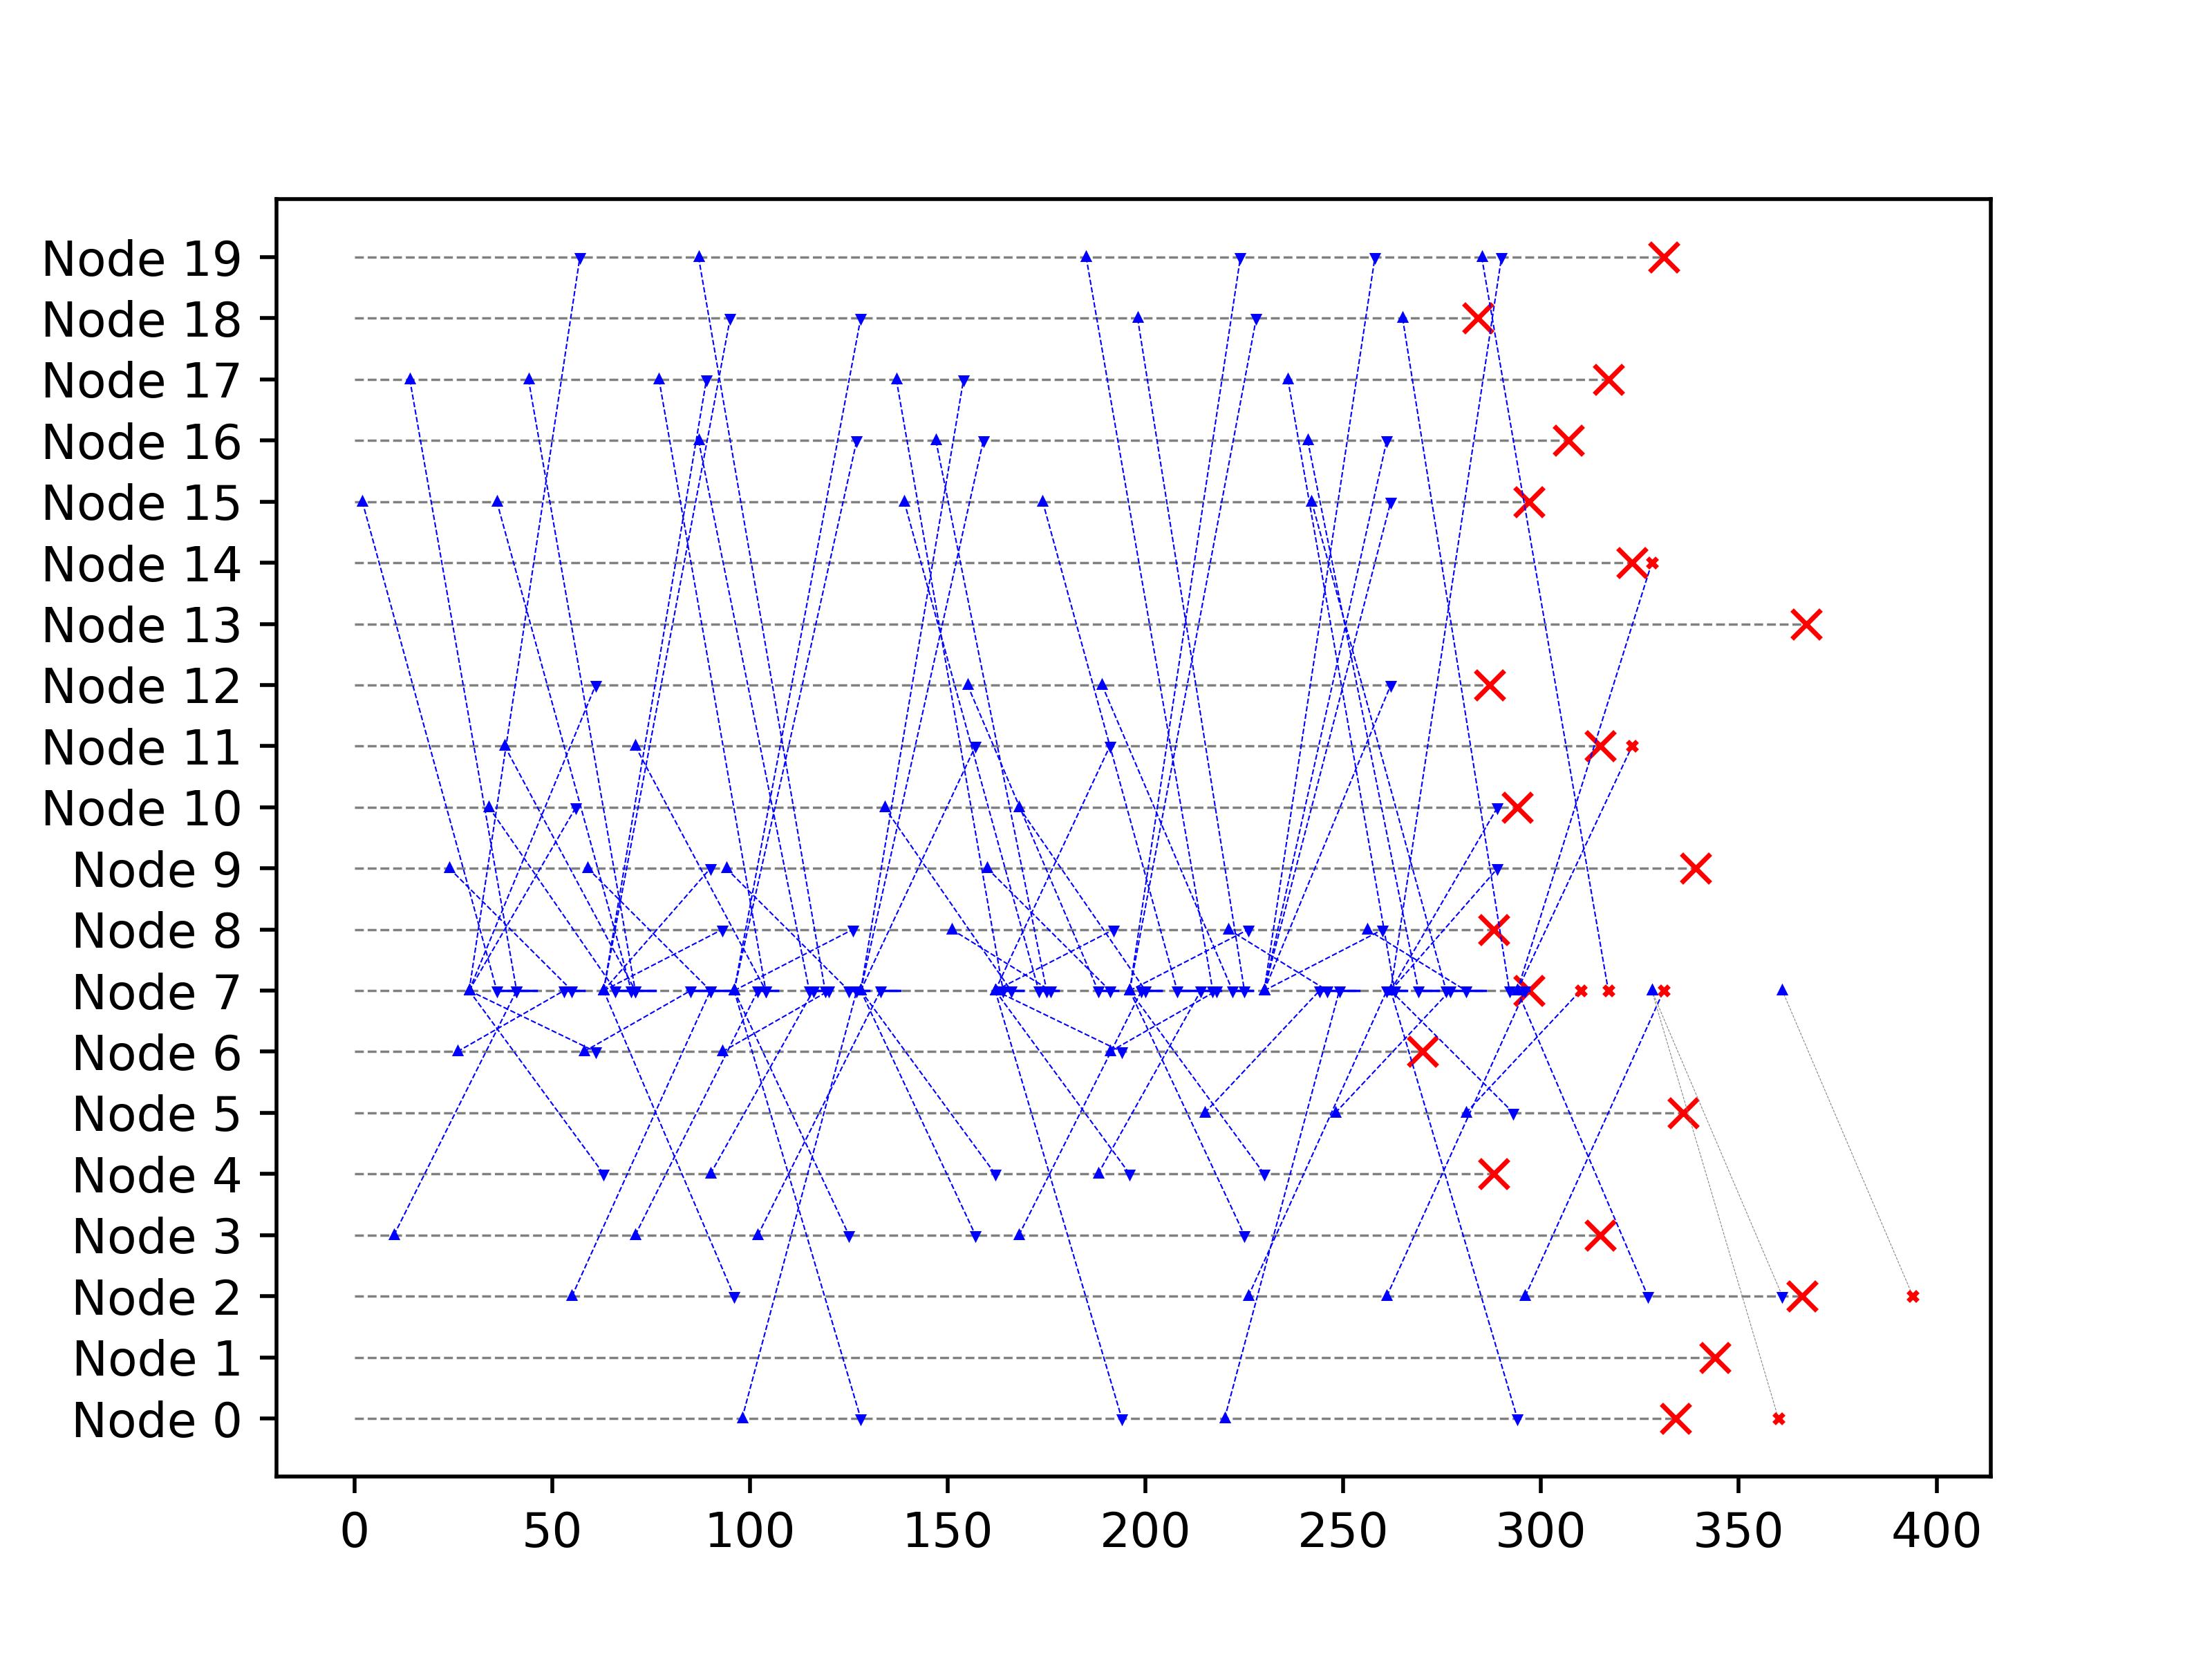 Node 19
Node 18
Node 17
Node 16
Node 15
Node 14
Node 13
Node 12
Node 11
Node 10
Node 9
Node 8
Node 7
Node 6
Node 5
Node 4
Node 3
Node 2
Node 1
Node 0
0 50 100 150 200 250 300 350 400